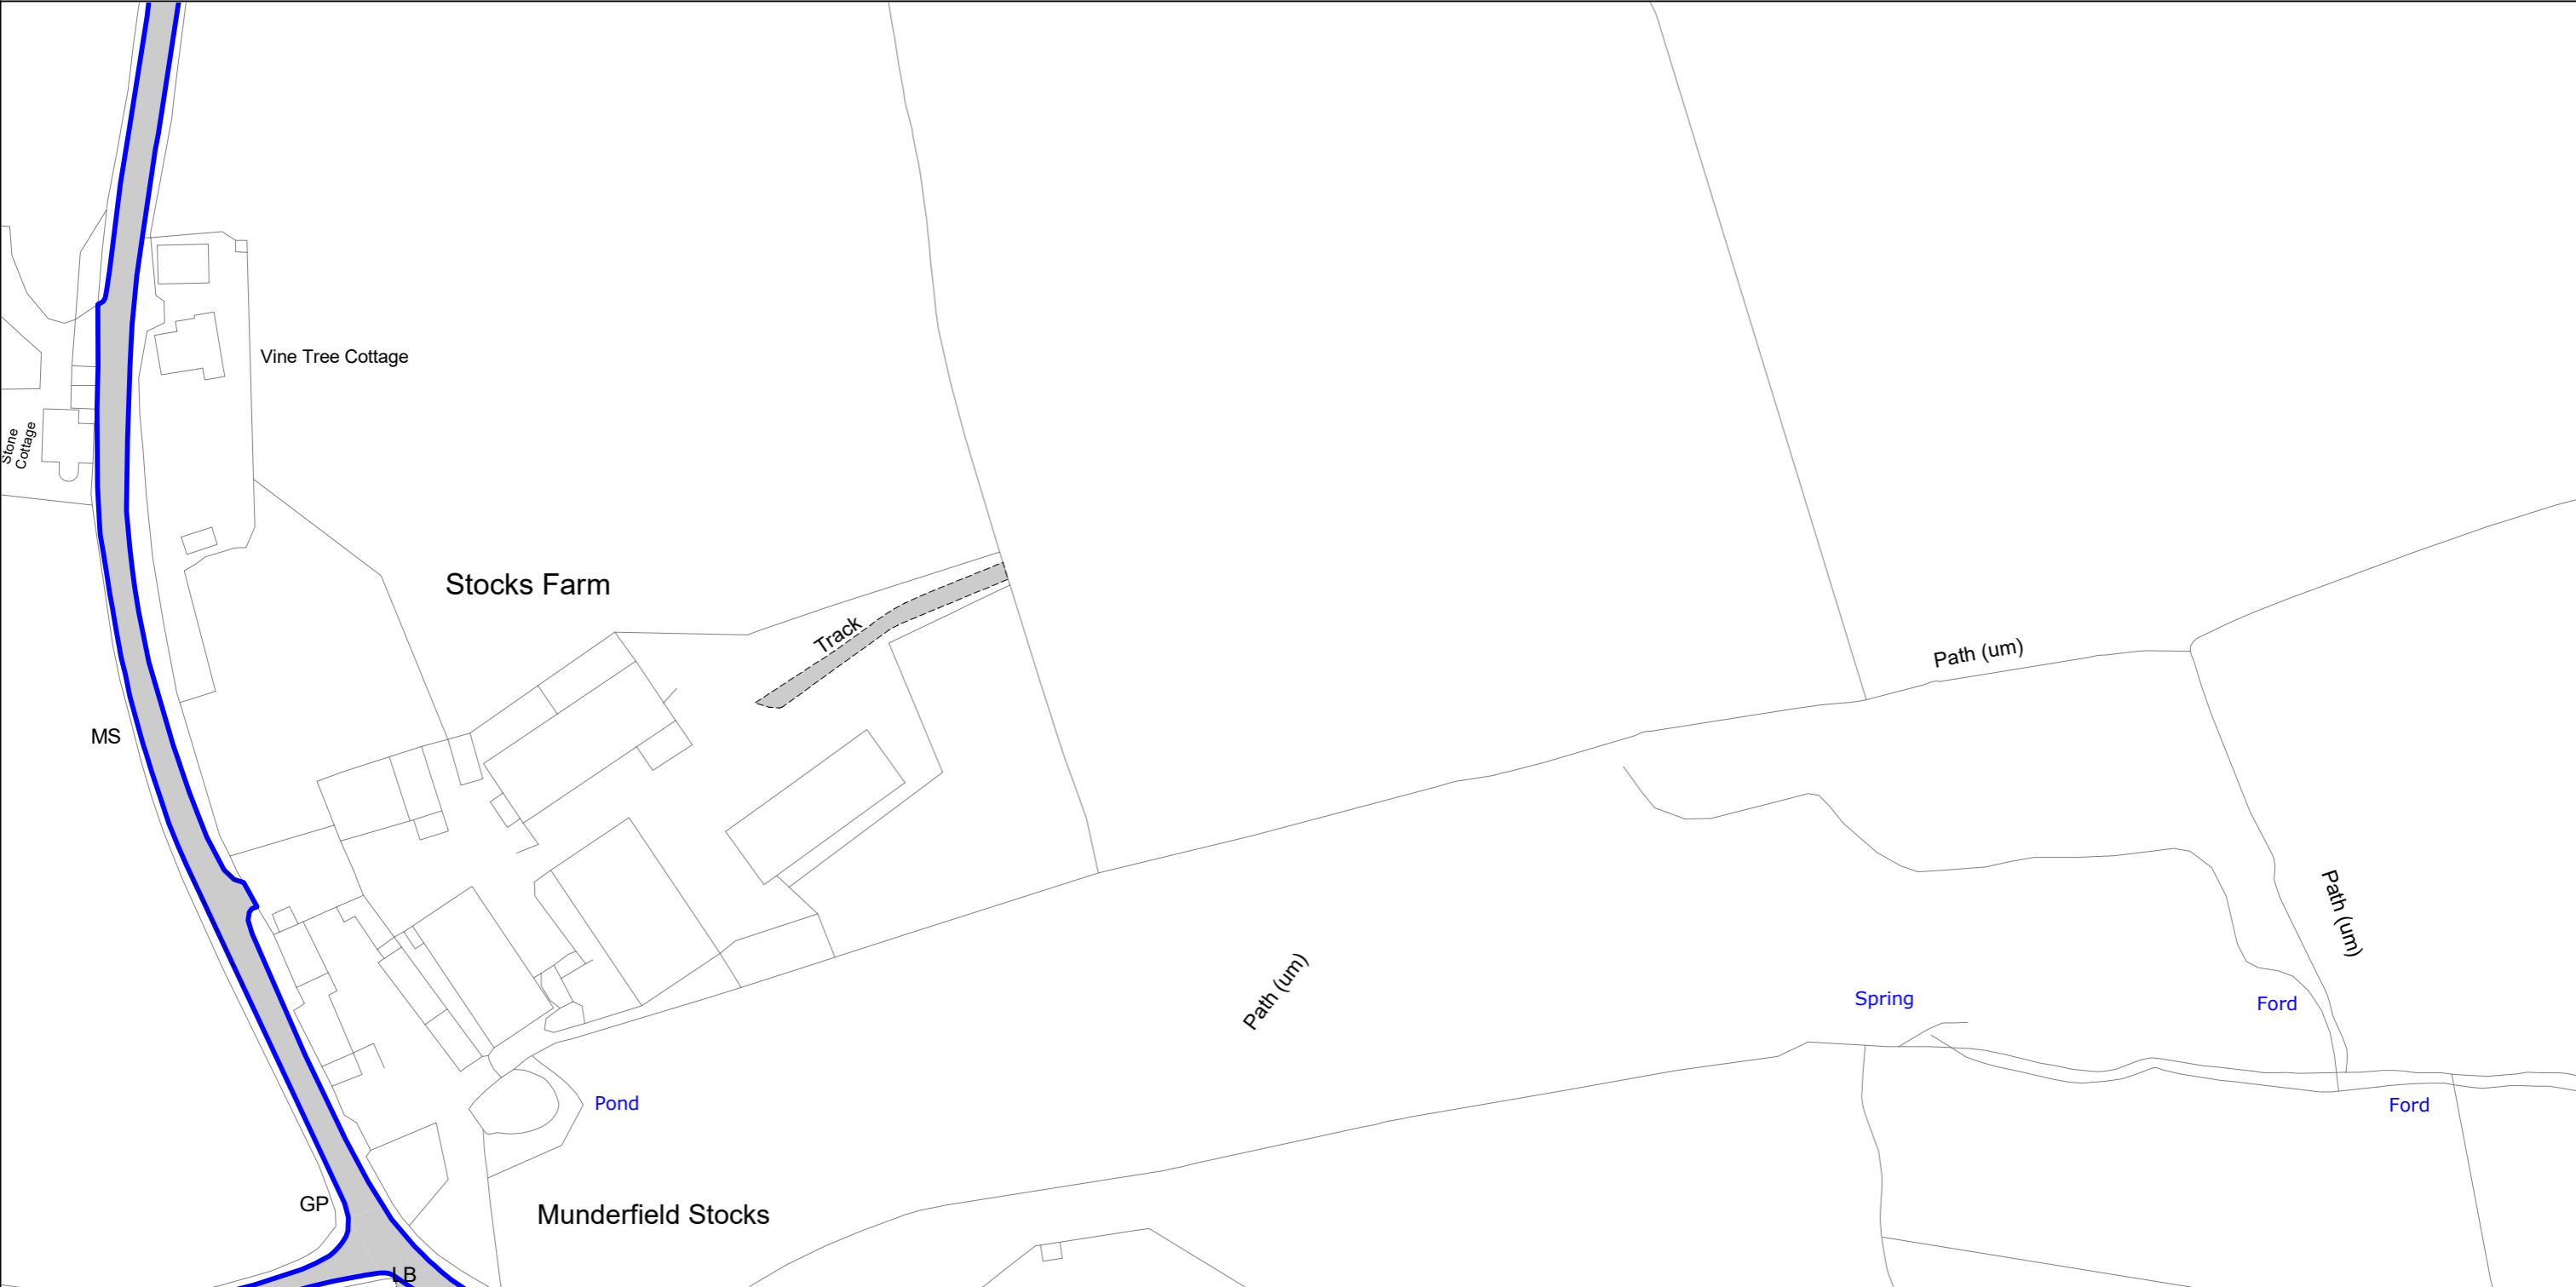 Vine Tree Cottage
Stone
Cottage
Stocks Farm
Track
Path (um)
MS
Path (um)
Path (um)
Spring
Ford
Pond
Ford
GP
Munderfield Stocks
LB